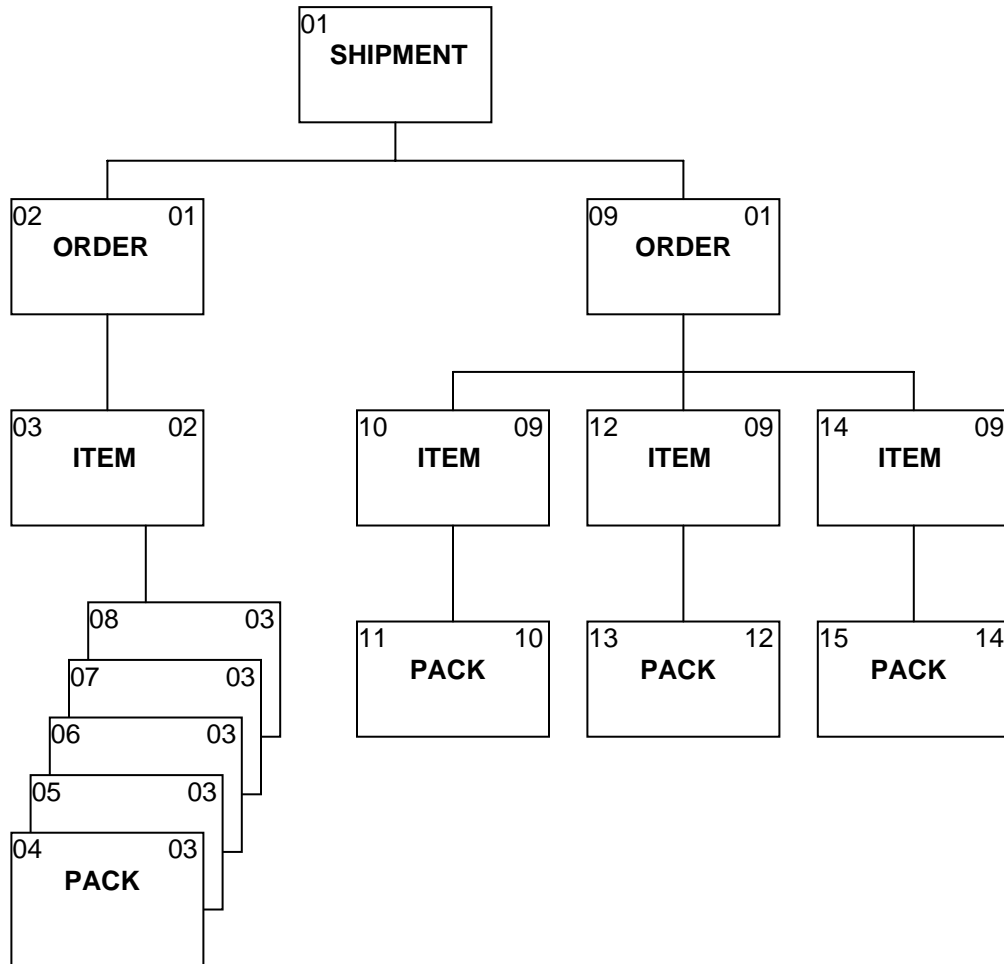 01
SHIPMENT
02 01
ORDER
09 01
ORDER
03 02
ITEM
10 09
ITEM
12 09
ITEM
14 09
ITEM
08 03
07 03
06 03
05 03
04 03
PACK
11 10
PACK
13 12
PACK
15 14
PACK